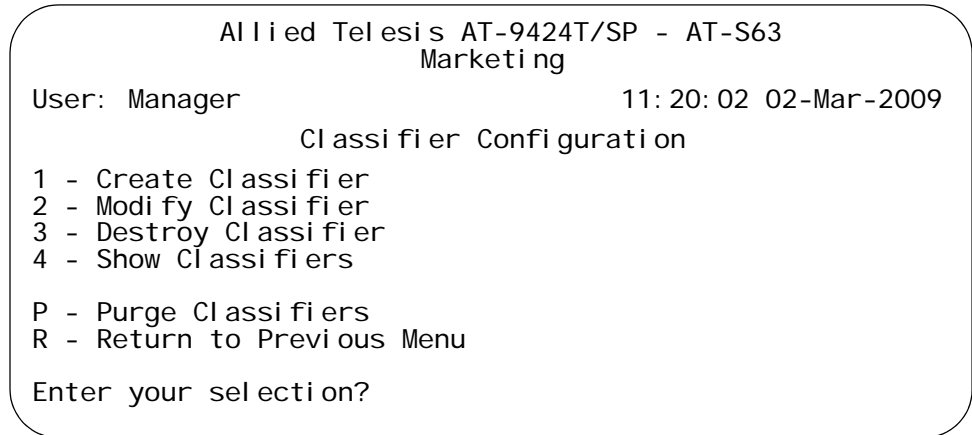 Allied Telesis AT-9424T/SP - AT-S63
Marketing
User: Manager 11:20:02 02-Mar-2009
Classifier Configuration
1 - Create Classifier
2 - Modify Classifier
3 - Destroy Classifier
4 - Show Classifiers
P - Purge Classifiers
R - Return to Previous Menu
Enter your selection?